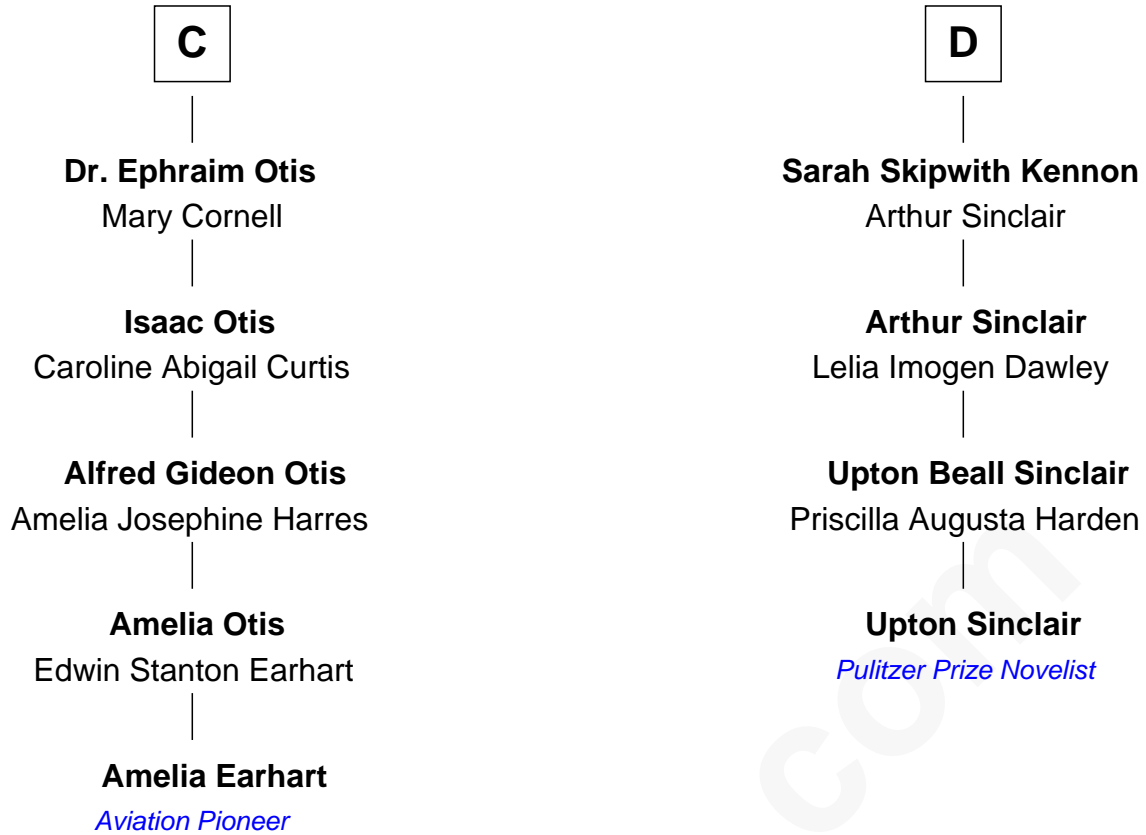 C
Dr. Ephraim Otis
Mary Cornell
Isaac Otis
Caroline Abigail Curtis
Alfred Gideon Otis
Amelia Josephine Harres
Amelia Otis
Edwin Stanton Earhart
Amelia Earhart
Aviation Pioneer
D
Sarah Skipwith Kennon
Arthur Sinclair
Arthur Sinclair
Lelia Imogen Dawley
Upton Beall Sinclair
Priscilla Augusta Harden
Upton Sinclair
Pulitzer Prize Novelist
com